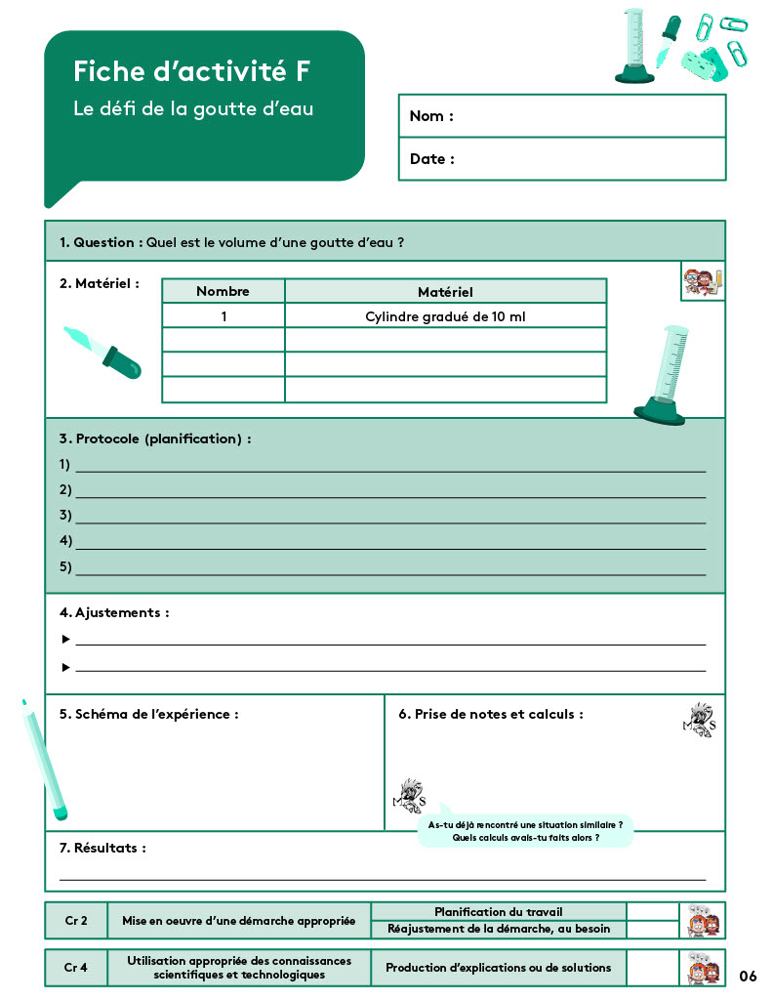 Fiche d’activité F
Le défi de la goutte d’eau
Nom :
Date :
1. Question : Quel est le volume d’une goutte d’eau ?
2. Matériel :
Nombre
Matériel
1
Cylindre gradué de 10 ml
3. Protocole (planification) :
1)
2)
3)
4)
5)
4. Ajustements :
5. Schéma de l’expérience :
6. Prise de notes et calculs :
As-tu déjà rencontré une situation similaire ?
Quels calculs avais-tu faits alors ?
7. Résultats :
Cr 2
Mise en oeuvre d’une démarche appropriée
Planification du travail
Réajustement de la démarche, au besoin
Cr 4
Utilisation appropriée des connaissances
scientifiques et technologiques
Production d’explications ou de solutions
06